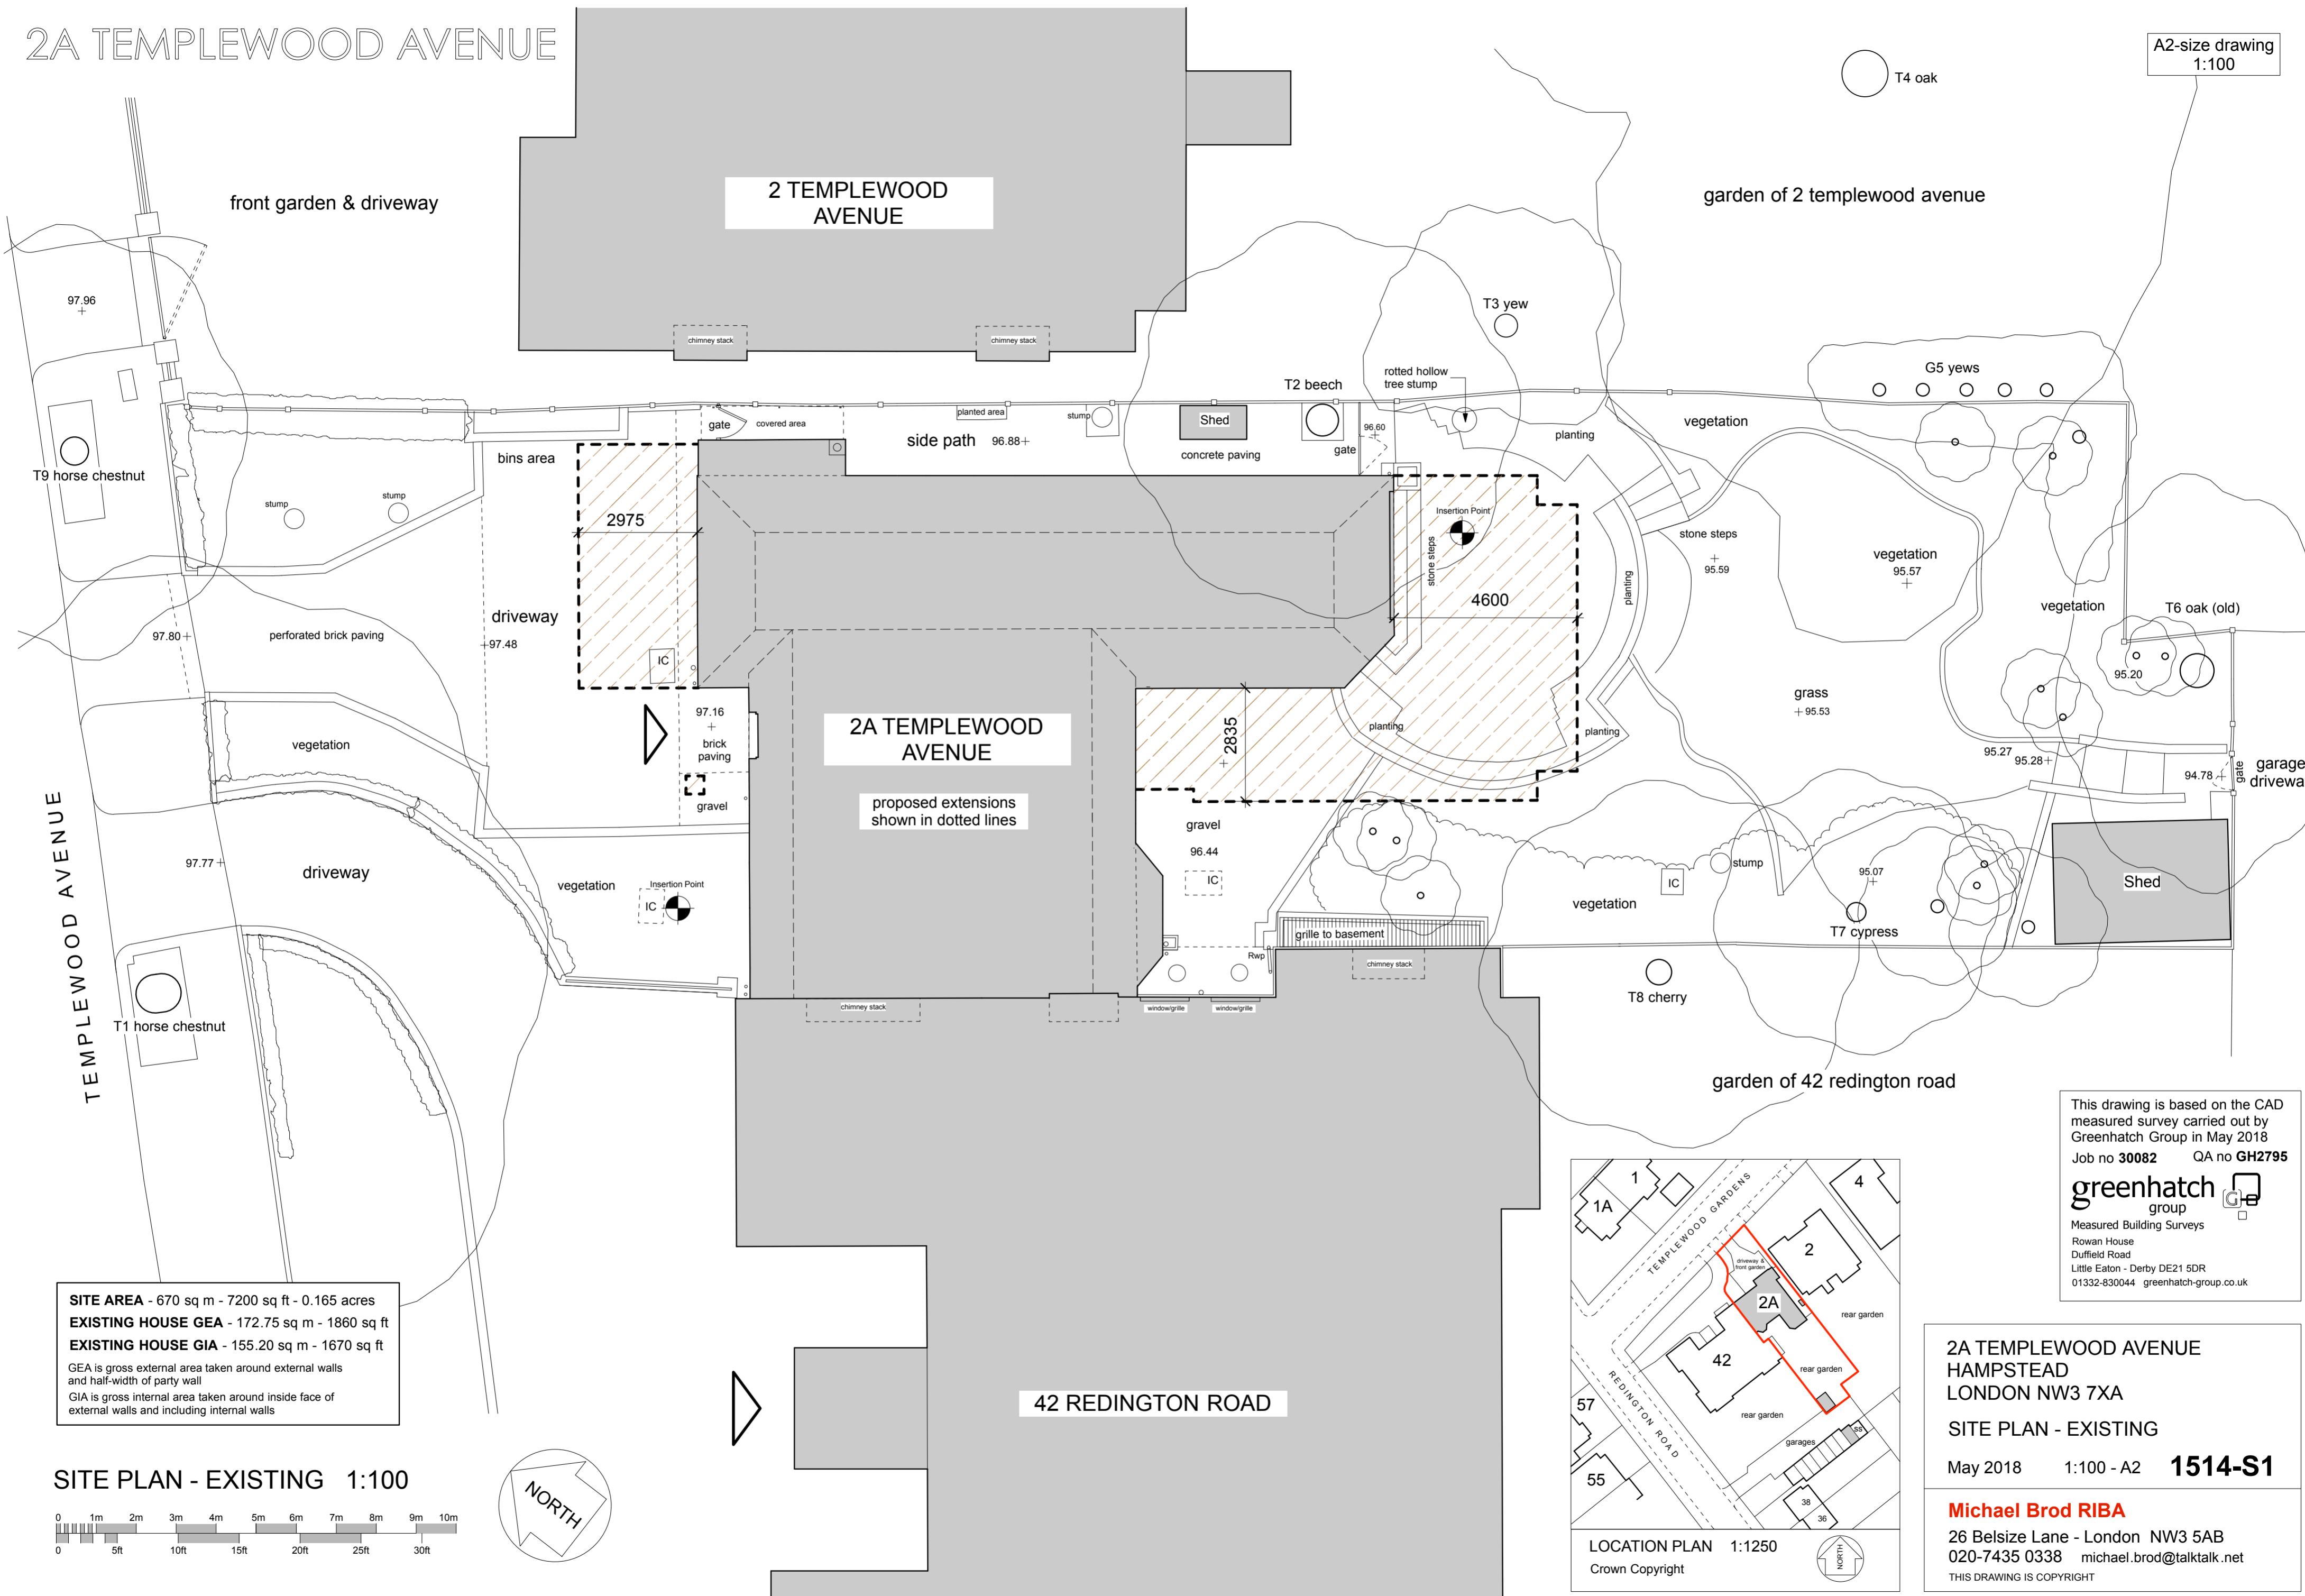 2A TEMPLEWOOD AVENUE
A2-size drawing
1:100
T4 oak
front garden & driveway
2 TEMPLEWOOD
AVENUE
garden of 2 templewood avenue
97.96
chimney stack
chimney stack
T3 yew
G5 yews
rotted hollow
tree stump
T2 beech
planted area
stump
Shed
gate
covered area
side path
96.88
96.60
gate
concrete paving
planting
vegetation
bins area
T9 horse chestnut
stump
stump
2975
Insertion Point
stone steps
4600
planting
stone steps
95.59
vegetation
95.57
vegetation
T6 oak (old)
95.20
driveway
97.80
perforated brick paving
97.48
IC
97.16
brick
paving
gravel
vegetation
2A TEMPLEWOOD
AVENUE
proposed extensions
shown in dotted lines
2835
planting
planting
grass
95.53
95.27
95.28
94.78
gate
garage
drivewa
TEMPLEWOOD AVENUE
97.77
driveway
vegetation
Insertion Point
IC
gravel
96.44
IC
stump
IC
95.07
vegetation
T7 cypress
Shed
grille to basement
Rwp
chimney stack
T8 cherry
T1 horse chestnut
chimney stack
window/grille
window/grille
garden of 42 redington road
This drawing is based on the CAD
measured survey carried out by
Greenhatch Group in May 2018
Job no 30082 QA no GH2795
greenhatch
group
G
Measured Building Surveys
Rowan House
Duffield Road
Little Eaton - Derby DE21 5DR
01332-830044 greenhatch-group.co.uk
SITE AREA - 670 sq m - 7200 sq ft - 0.165 acres
EXISTING HOUSE GEA - 172.75 sq m - 1860 sq ft
EXISTING HOUSE GIA - 155.20 sq m - 1670 sq ft
GEA is gross external area taken around external walls
and half-width of party wall
GIA is gross internal area taken around inside face of
external walls and including internal walls
42 REDINGTON ROAD
SITE PLAN - EXISTING 1:100
0 1m 2m 3m 4m 5m 6m 7m 8m 9m 10m
0 5ft 10ft 15ft 20ft 25ft 30ft
NORTH
1
1A
TEMPLEWOOD GARDENS
4
2
driveway &
front garden
2A
rear garden
42
rear garden
REDINGTON ROAD
57
rear garden
garages
SS
55
38
36
LOCATION PLAN 1:1250
Crown Copyright
NORTH
2A TEMPLEWOOD AVENUE
HAMPSTEAD
LONDON NW3 7XA
SITE PLAN - EXISTING
May 2018 1:100 - A2 1514-S1
Michael Brod RIBA
26 Belsize Lane - London NW3 5AB
020-7435 0338 michael.brod@talktalk.net
THIS DRAWING IS COPYRIGHT